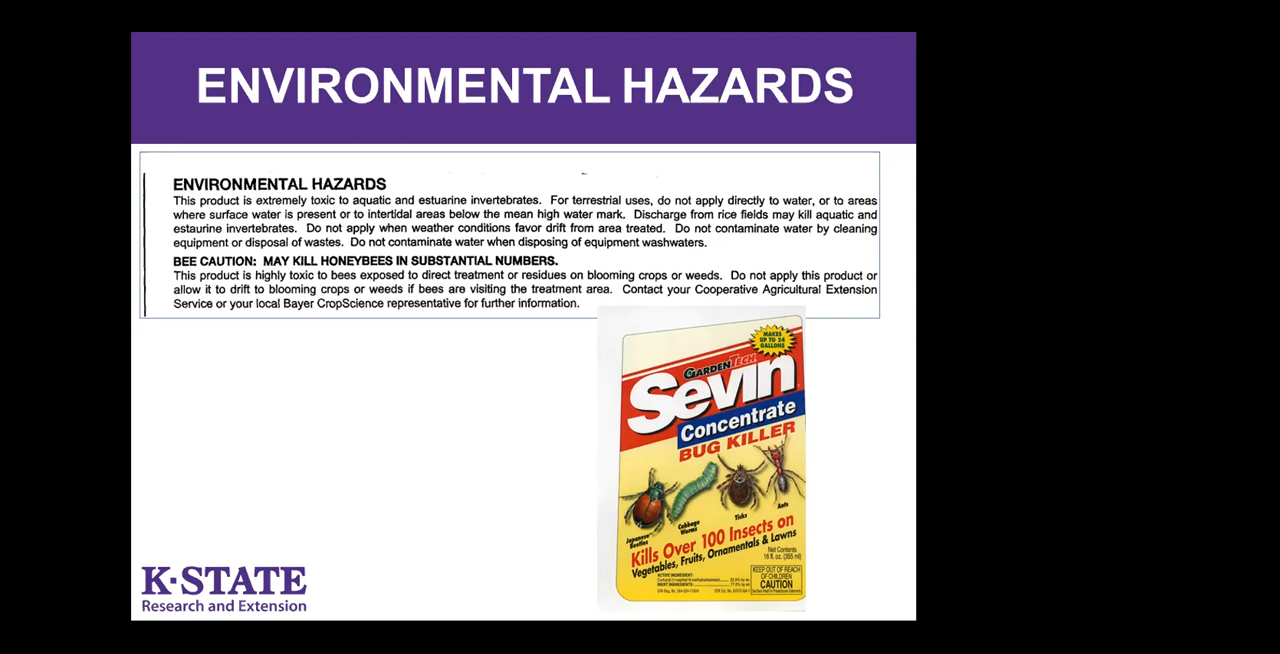 ENVIRONMENTAL HAZARDS
ENVIRONMENTAL HAZARDS
This product is extremely toxic to aquatic and estuarine invertebrates. For terrestrial uses, do not apply directly to water, or to areas
where surface water is present or to intertidal areas below the mean high water mark. Discharge from rice fields may kill aquatic and
estaurine invertebrates. Do not apply when weather conditions favor drift from area treated. Do not contaminate water by cleaning
equipment or disposal of wastes. Do not contaminate water when disposing of equipment washwaters.
BEE CAUTION: MAY KILL HONEYBEES IN SUBSTANTIAL NUMBERS.
This product is highly toxic to bees exposed to direct treatment or residues on blooming crops or weeds. Do not apply this product or
allow it to drift to blooming crops or weeds if bees are visiting the treatment area. Contact your Cooperative Agricultural Extension
Service or your local Bayer CropScience representative for further information.
MAKES
UP TO 24
GALLONS
GARDENTECH
Sevin
Concentrate
BUG KILLER
Japanese
Beetles
Cabbage
Worms
Ticks
Ants
Kills Over 100 Insects on
Vegetables, Fruits, Ornamentals & Lawns
Net Contents
16 fl. oz. (355 ml)
ACTIVE INGREDIENT:
INERT INGREDIENTS:
KEEP OUT OF REACH
OF CHILDREN
CAUTION
K·STATE
Research and Extension